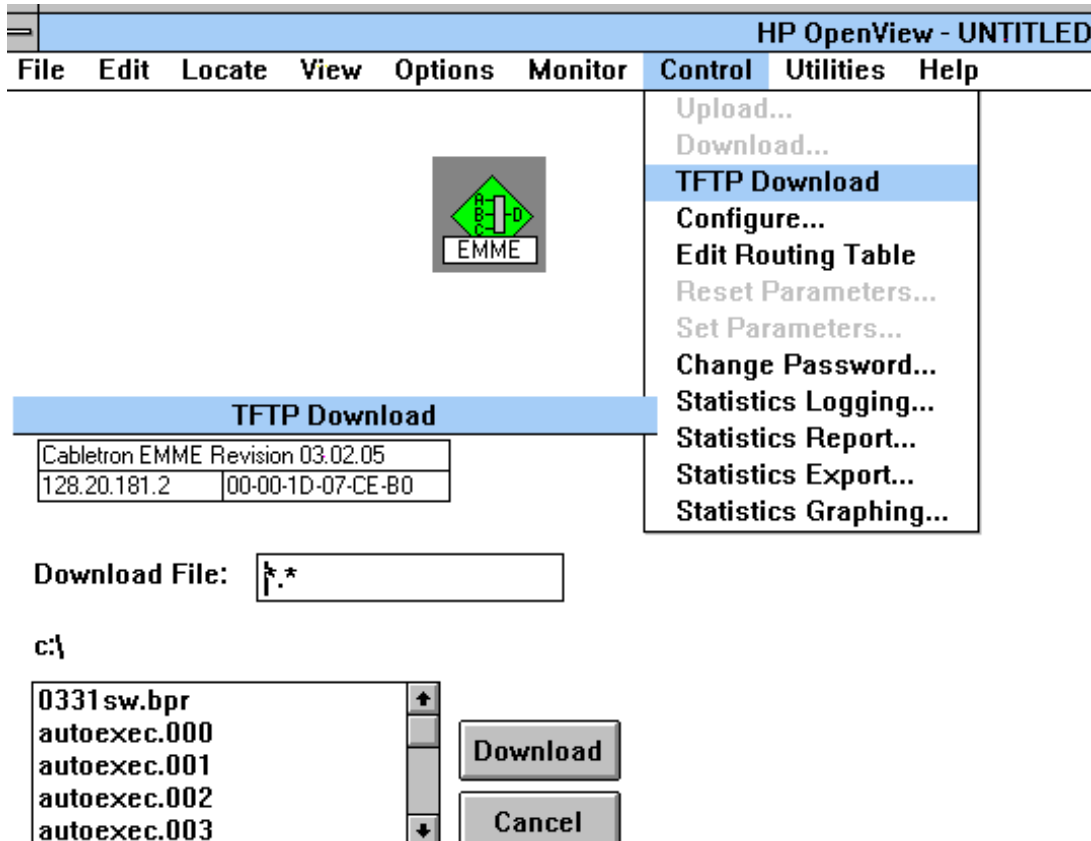 HP OpenView - UNTITLED
File Edit Locate View Options Monitor Control Utilities Help
Upload...
Download...
TFTP Download
Configure...
Edit Routing Table
Reset Parameters...
Set Parameters...
Change Password...
Statistics Logging...
Statistics Report...
Statistics Export...
Statistics Graphing...
A
B D
C
EMME
TFTP Download
Cabletron EMME Revision 03.02.05
128.20.181.2 00-00-1D-07-CE-B0
Download File: *.*
c:\
0331sw.bpr
autoexec.000
autoexec.001
autoexec.002
autoexec.003
Download
Cancel